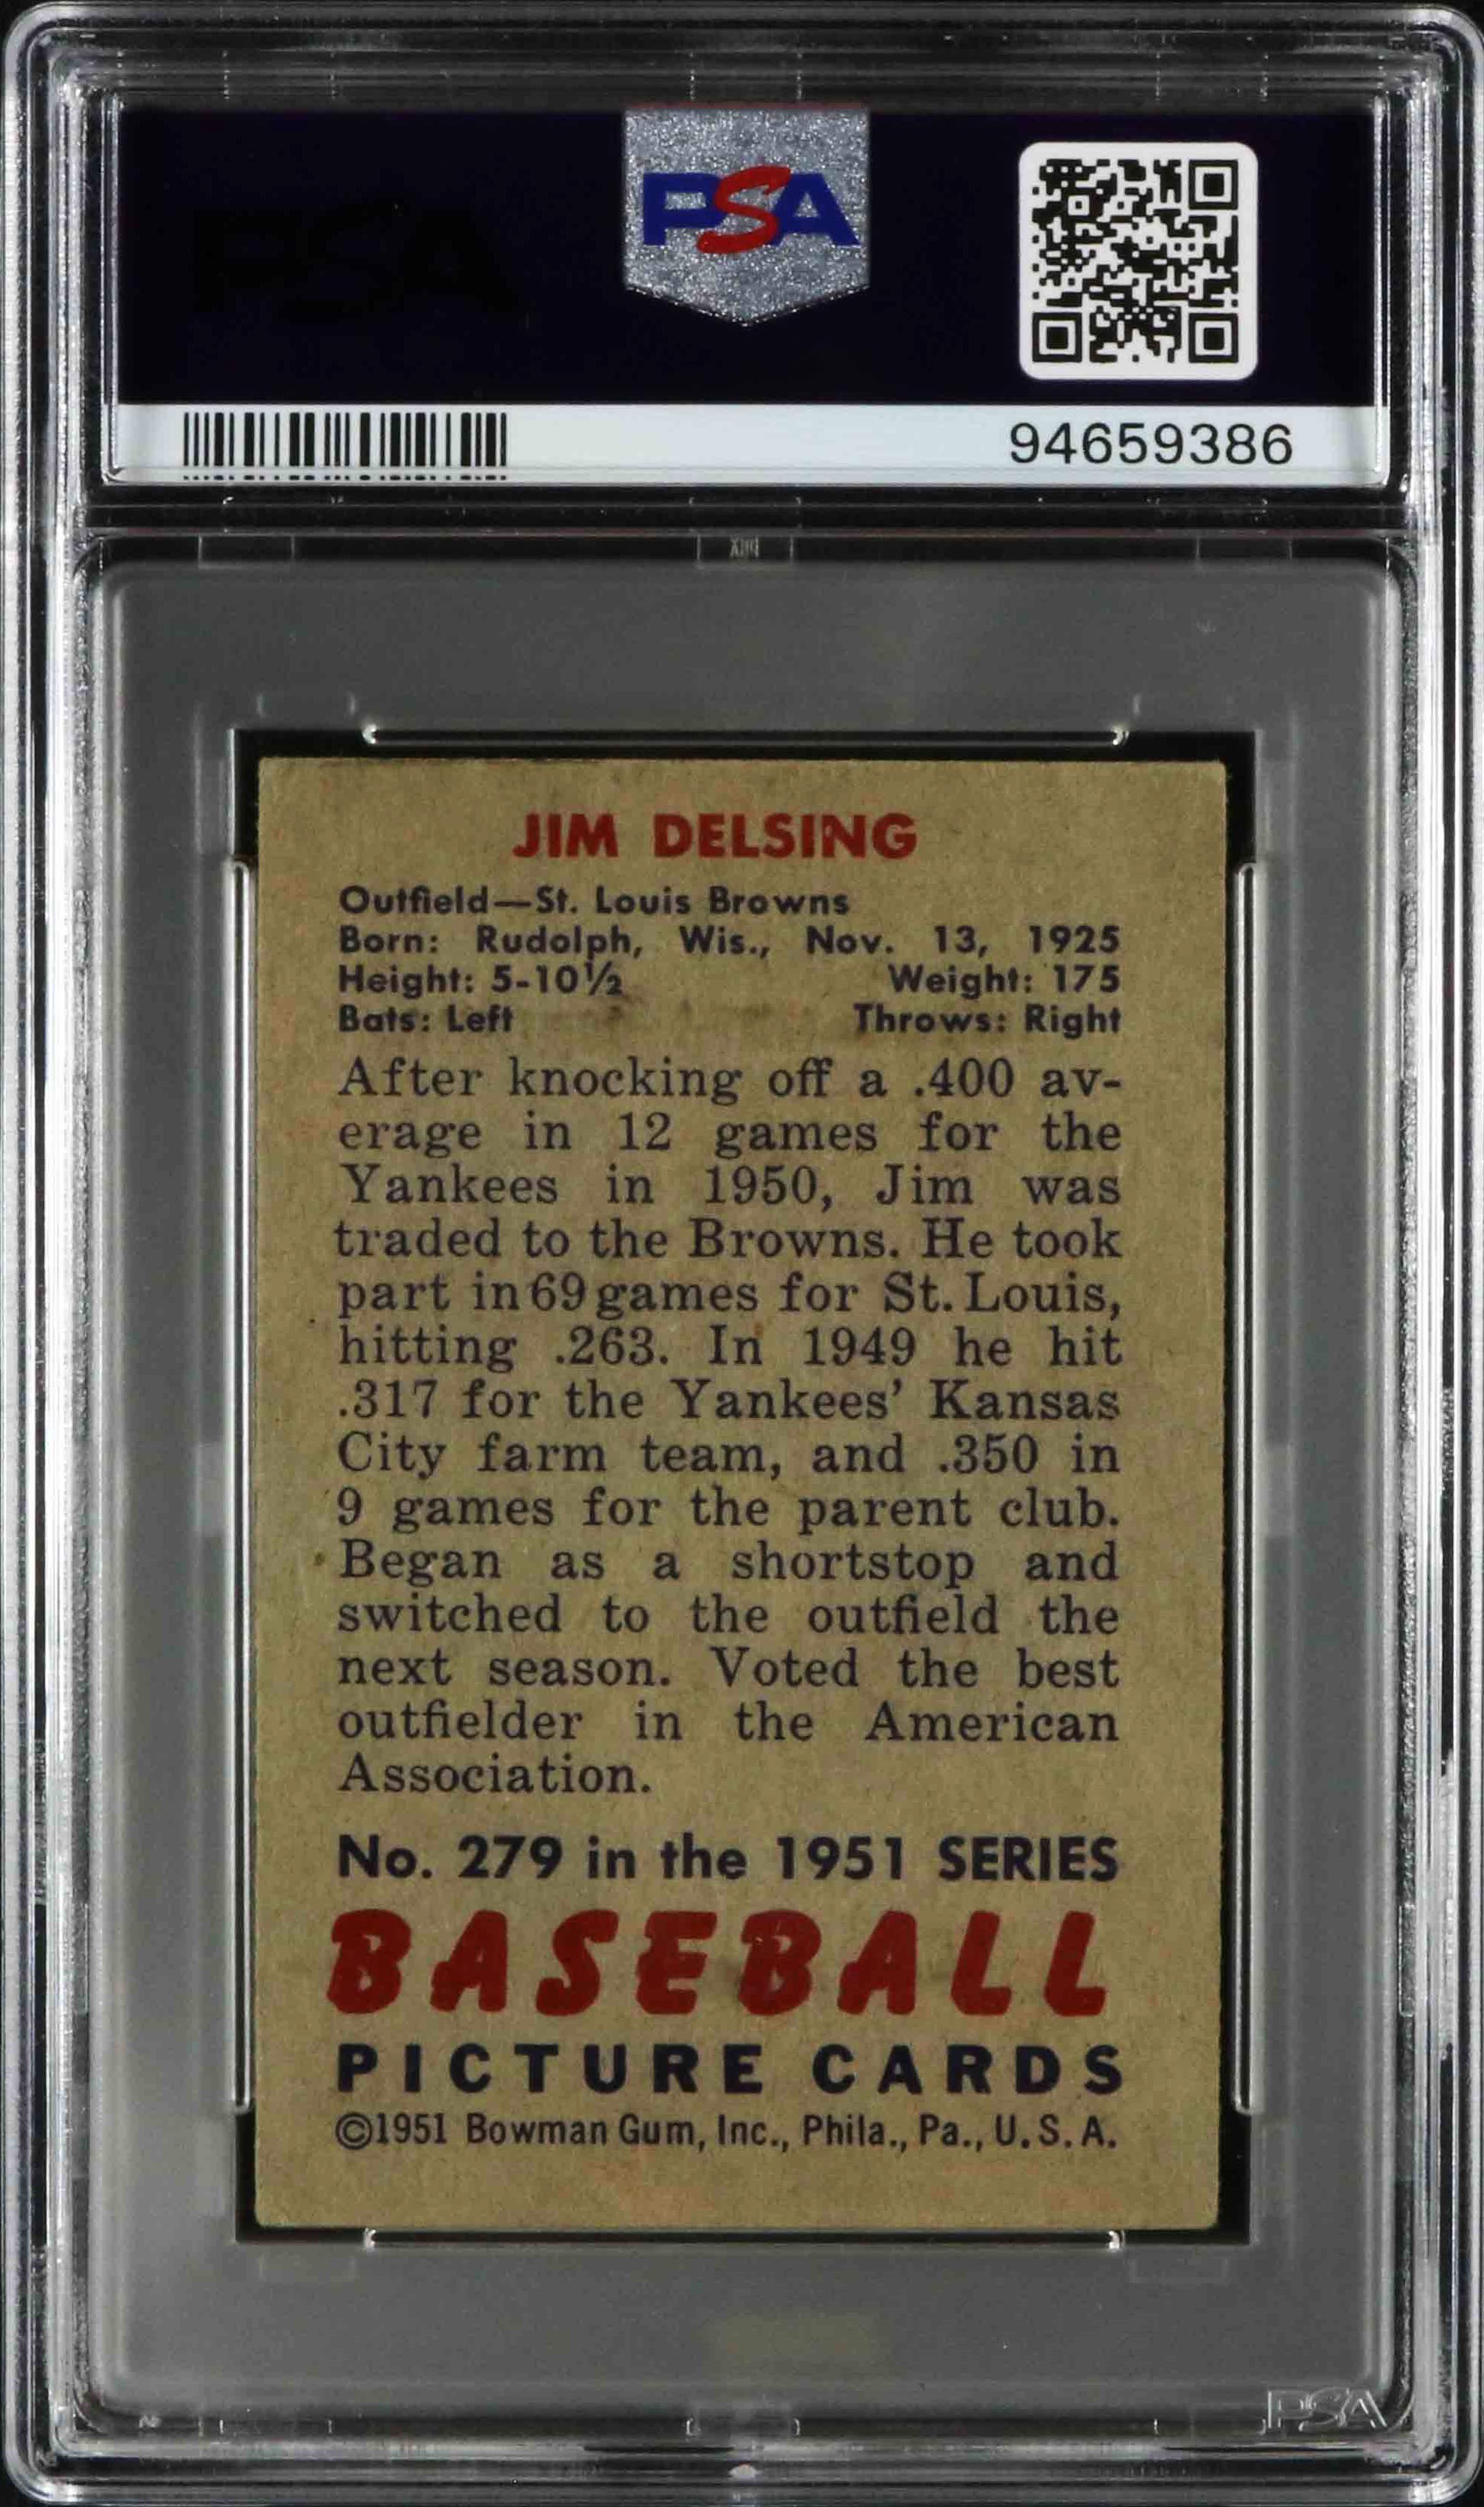 PSA
94659386
JIM DELSING
Outfield—St. Louis Browns
Born: Rudolph, Wis., Nov. 13, 1925
Height: 5-10½ Weight: 175
Bats: Left Throws: Right
After knocking off a .400 av-
erage in 12 games for the
Yankees in 1950, Jim was
traded to the Browns. He took
part in 69 games for St. Louis,
hitting .263. In 1949 he hit
.317 for the Yankees' Kansas
City farm team, and .350 in
9 games for the parent club.
Began as a shortstop and
switched to the outfield the
next season. Voted the best
outfielder in the American
Association.
No. 279 in the 1951 SERIES
BASEBALL
PICTURE CARDS
©1951 Bowman Gum, Inc., Phila., Pa., U.S.A.
PSA